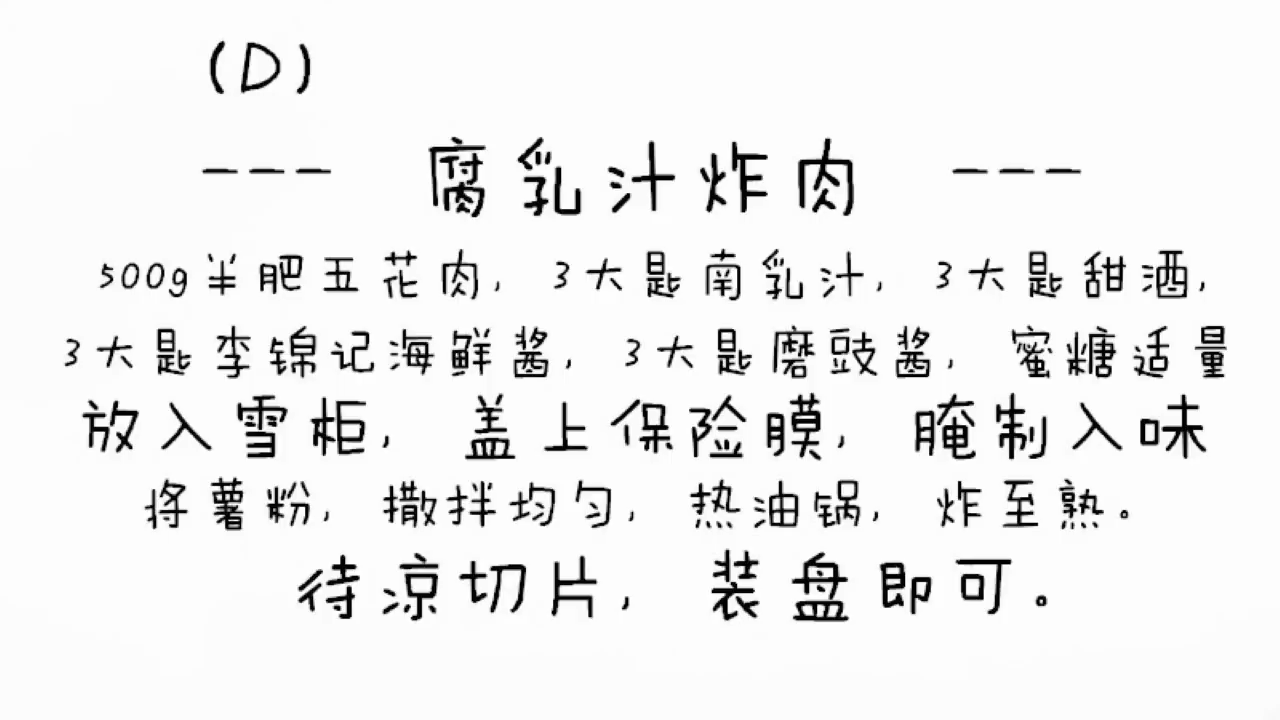 (D)
--- 腐乳汁炸肉 ---
500g半肥五花肉, 3大匙南乳汁, 3大匙甜酒,
3大匙李锦记海鲜酱, 3大匙磨豉酱, 蜜糖适量
放入雪柜, 盖上保险膜, 腌制入味
将薯粉, 撒拌均匀, 热油锅, 炸至熟。
待凉切片, 装盘即可。